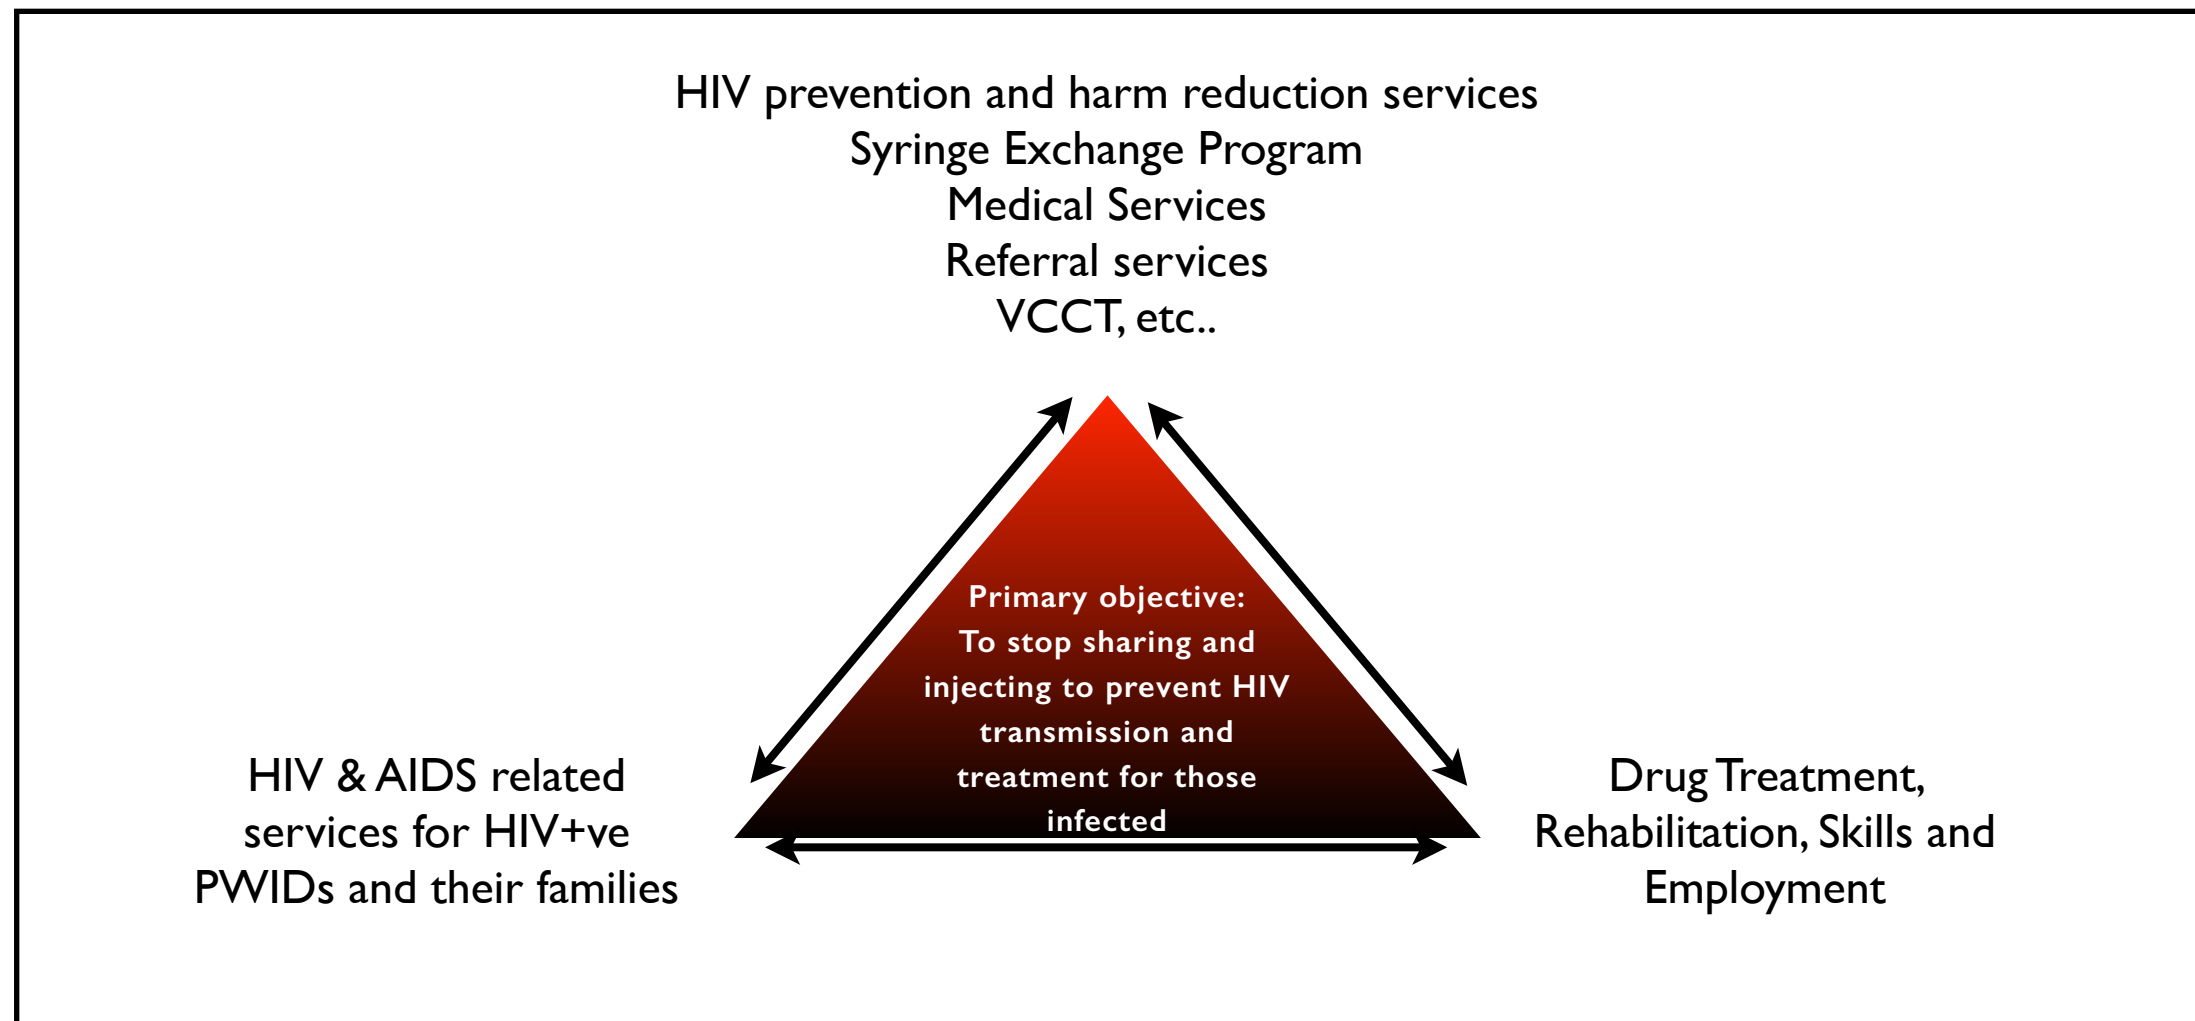 HIV prevention and harm reduction services
Syringe Exchange Program
Medical Services
Referral services
VCCT, etc..
Primary objective:
To stop sharing and
injecting to prevent HIV
transmission and
treatment for those
infected
HIV & AIDS related
services for HIV+ve
PWIDs and their families
Drug Treatment,
Rehabilitation, Skills and
Employment